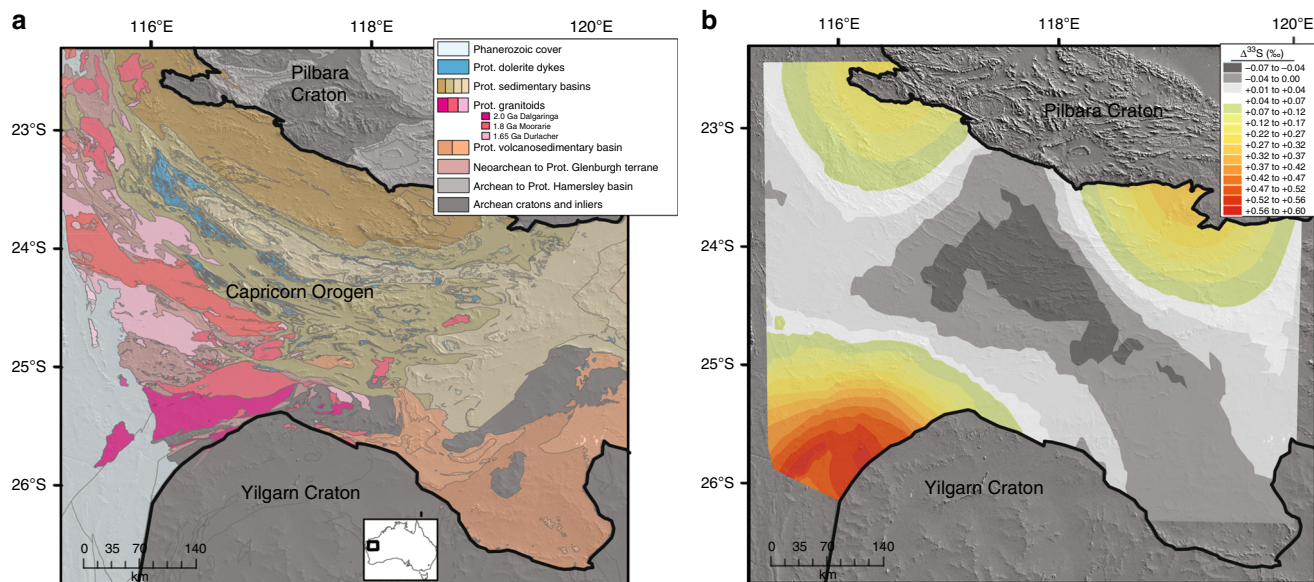 a
116°E
118°E
120°E
23°S
24°S
25°S
26°S
Pilbara
Craton
Capricorn Orogen
Yilgarn Craton
Phanerozoic cover
Prot. dolerite dykes
Prot. sedimentary basins
Prot. granitoids
2.0 Ga Dalgaringa
1.8 Ga Moorarie
1.65 Ga Durlacher
Prot. volcanosedimentary basin
Neoarchean to Prot. Glenburgh terrane
Archean to Prot. Hamersley basin
Archean cratons and inliers
0 35 70 140
km
b
116°E
118°E
120°E
23°S
24°S
25°S
26°S
Pilbara Craton
Yilgarn Craton
Δ33S (‰)
−0.07 to −0.04
−0.04 to 0.00
+0.01 to +0.04
+0.04 to +0.07
+0.07 to +0.12
+0.12 to +0.17
+0.17 to +0.22
+0.22 to +0.27
+0.27 to +0.32
+0.32 to +0.37
+0.37 to +0.42
+0.42 to +0.47
+0.47 to +0.52
+0.52 to +0.56
+0.56 to +0.60
0 35 70 140
km